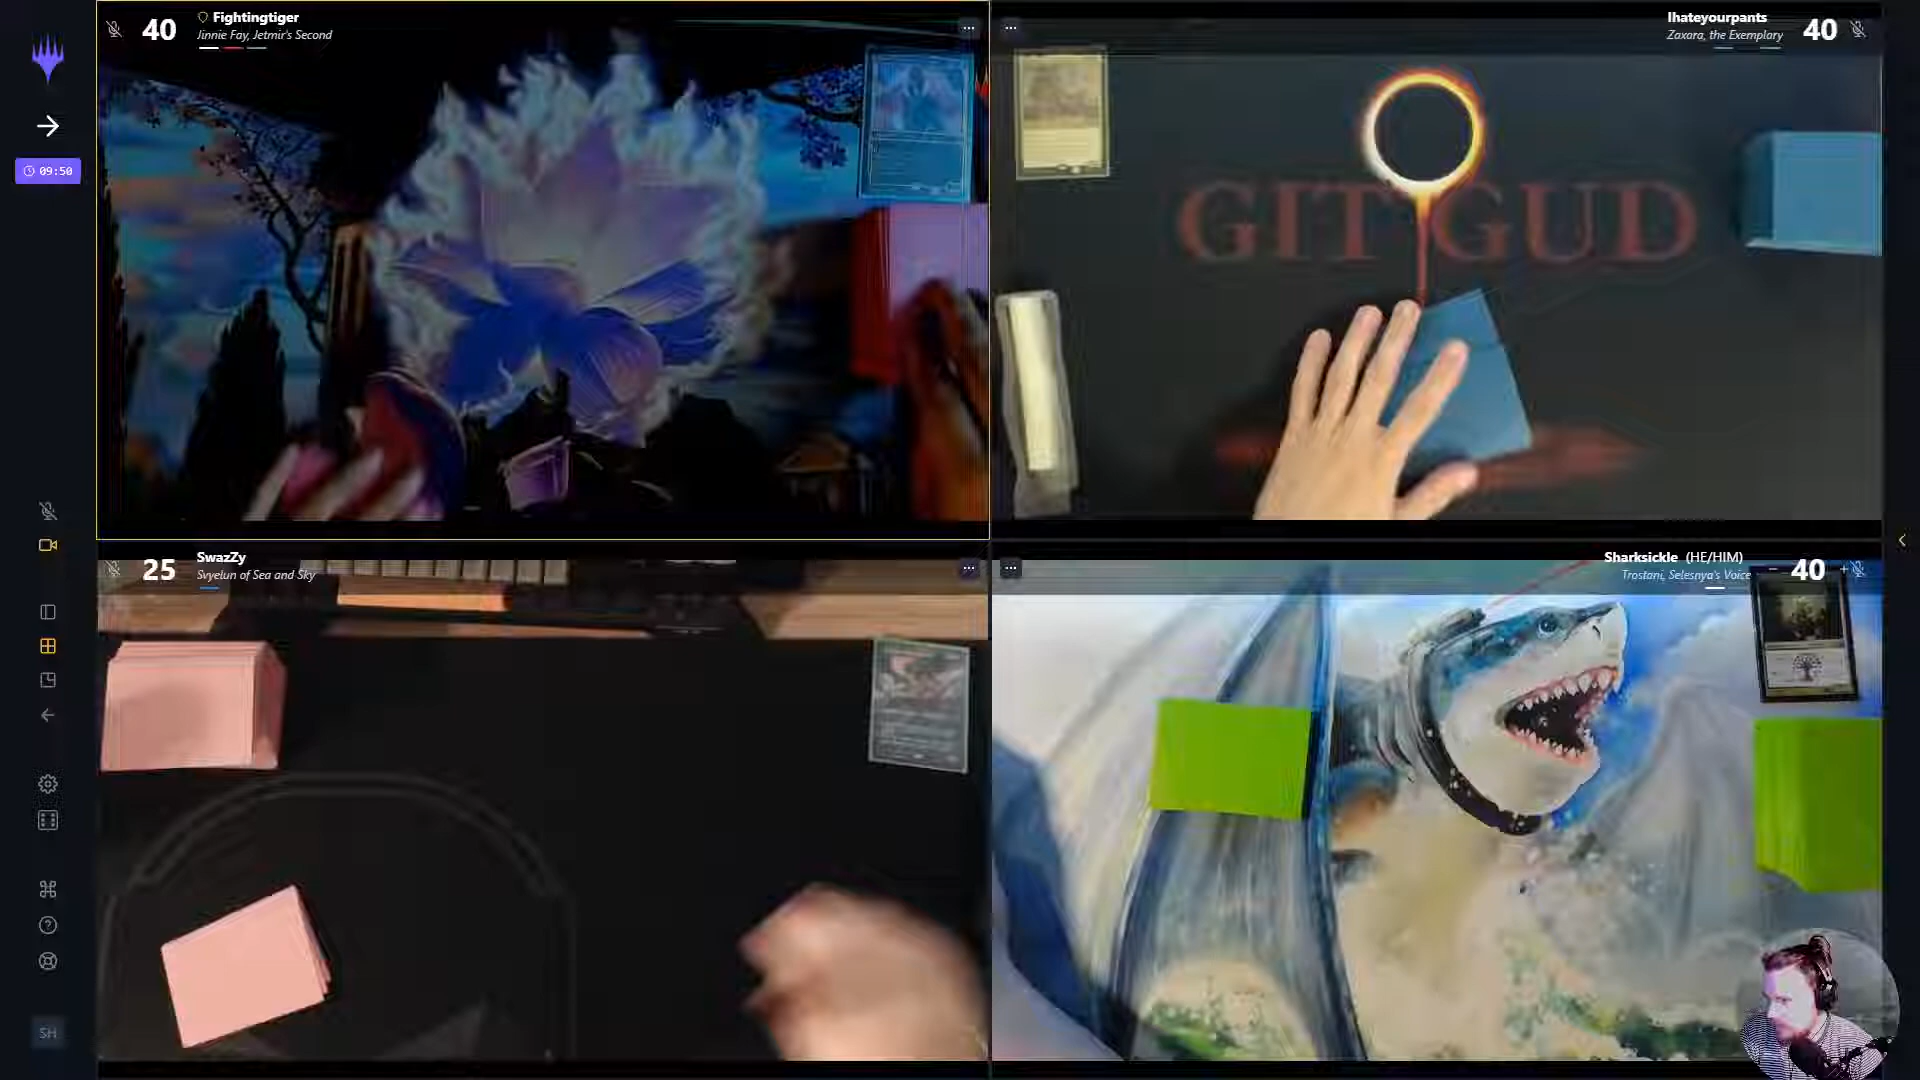 40
Fightingtiger
Jinnie Fay, Jetmir's Second
Ihateyourpants
Zaxara, the Exemplary
40
09:50
GIT GUD
25
SwazZy
Svyelun of Sea and Sky
Sharksickle (HE/HIM)
Trostani, Selesnya's Voice
40
SH